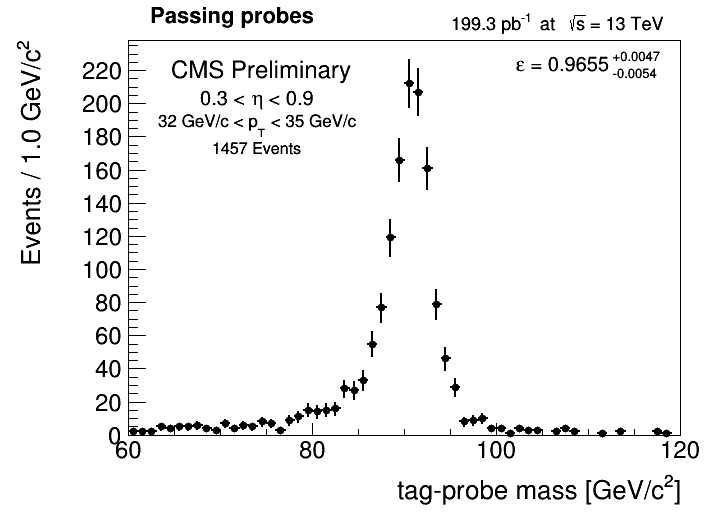 Passing probes
199.3 pb⁻¹ at √s = 13 TeV
CMS Preliminary
ε = 0.9655 +0.0047 -0.0054
0.3 < η < 0.9
32 GeV/c < p_T < 35 GeV/c
1457 Events
Events / 1.0 GeV/c²
220
200
180
160
140
120
100
80
60
40
20
0
60 80 100 120
tag-probe mass [GeV/c²]